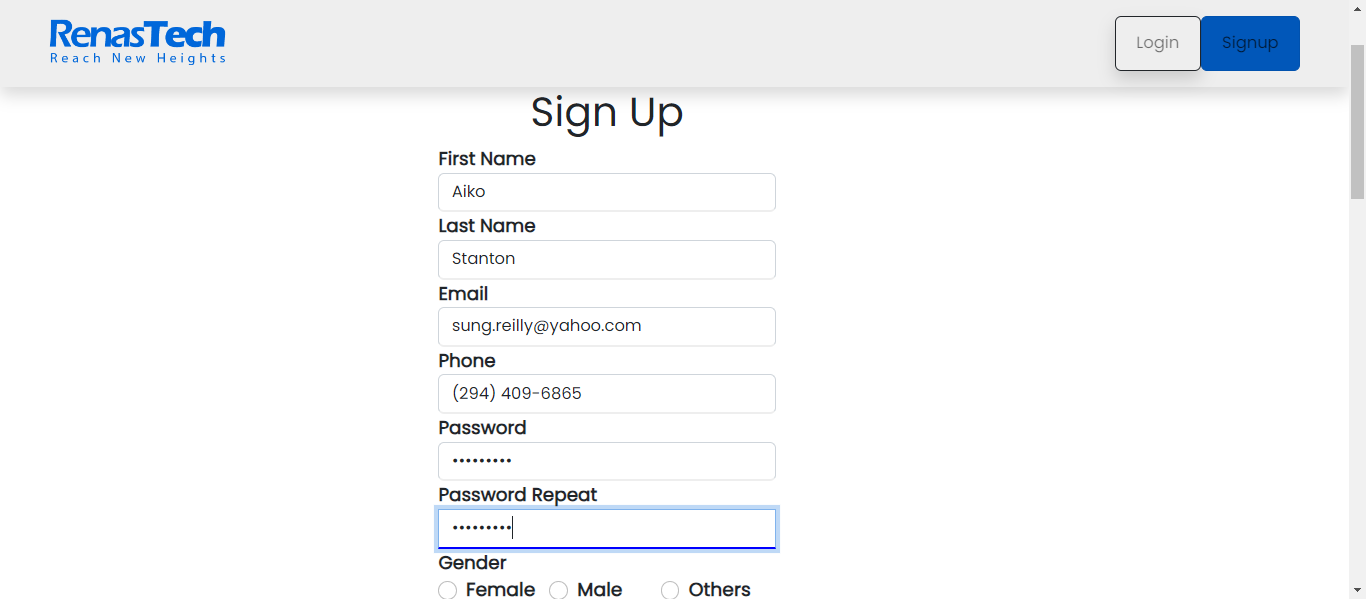 RenasTech
Reach New Heights
Login Signup
Sign Up
First Name
Aiko
Last Name
Stanton
Email
sung.reilly@yahoo.com
Phone
(294) 409-6865
Password
•••••••••
Password Repeat
•••••••••
Gender
Female Male Others